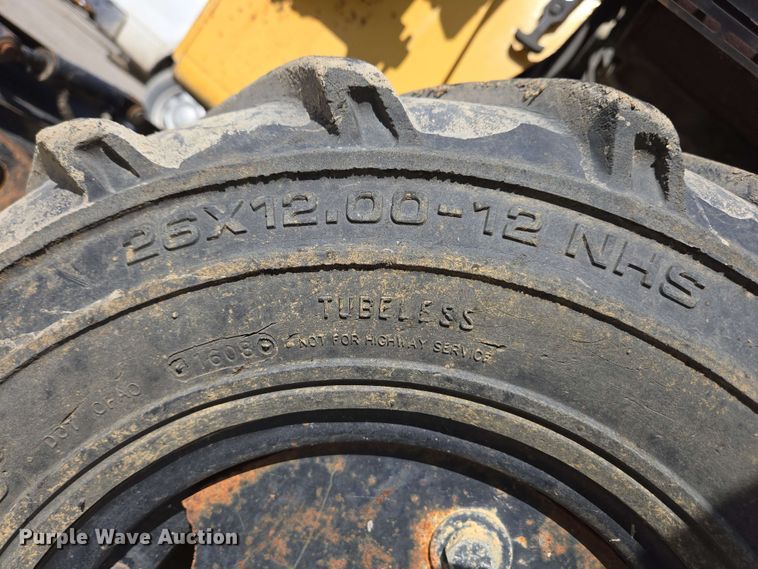 26X12.00-12 NHS
TUBELESS
1608 NOT FOR HIGHWAY SERVICE
DOT
Purple Wave Auction